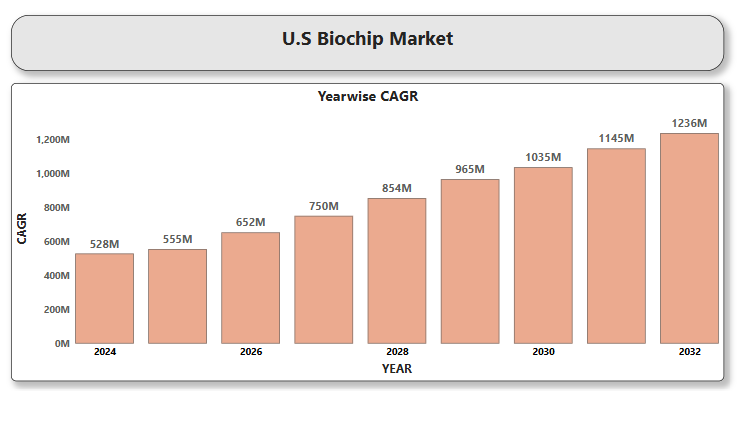 U.S Biochip Market
Yearwise CAGR
CAGR
1,200M
1,000M
800M
600M
400M
200M
0M
528M
555M
652M
750M
854M
965M
1035M
1145M
1236M
2024
2026
2028
2030
2032
YEAR